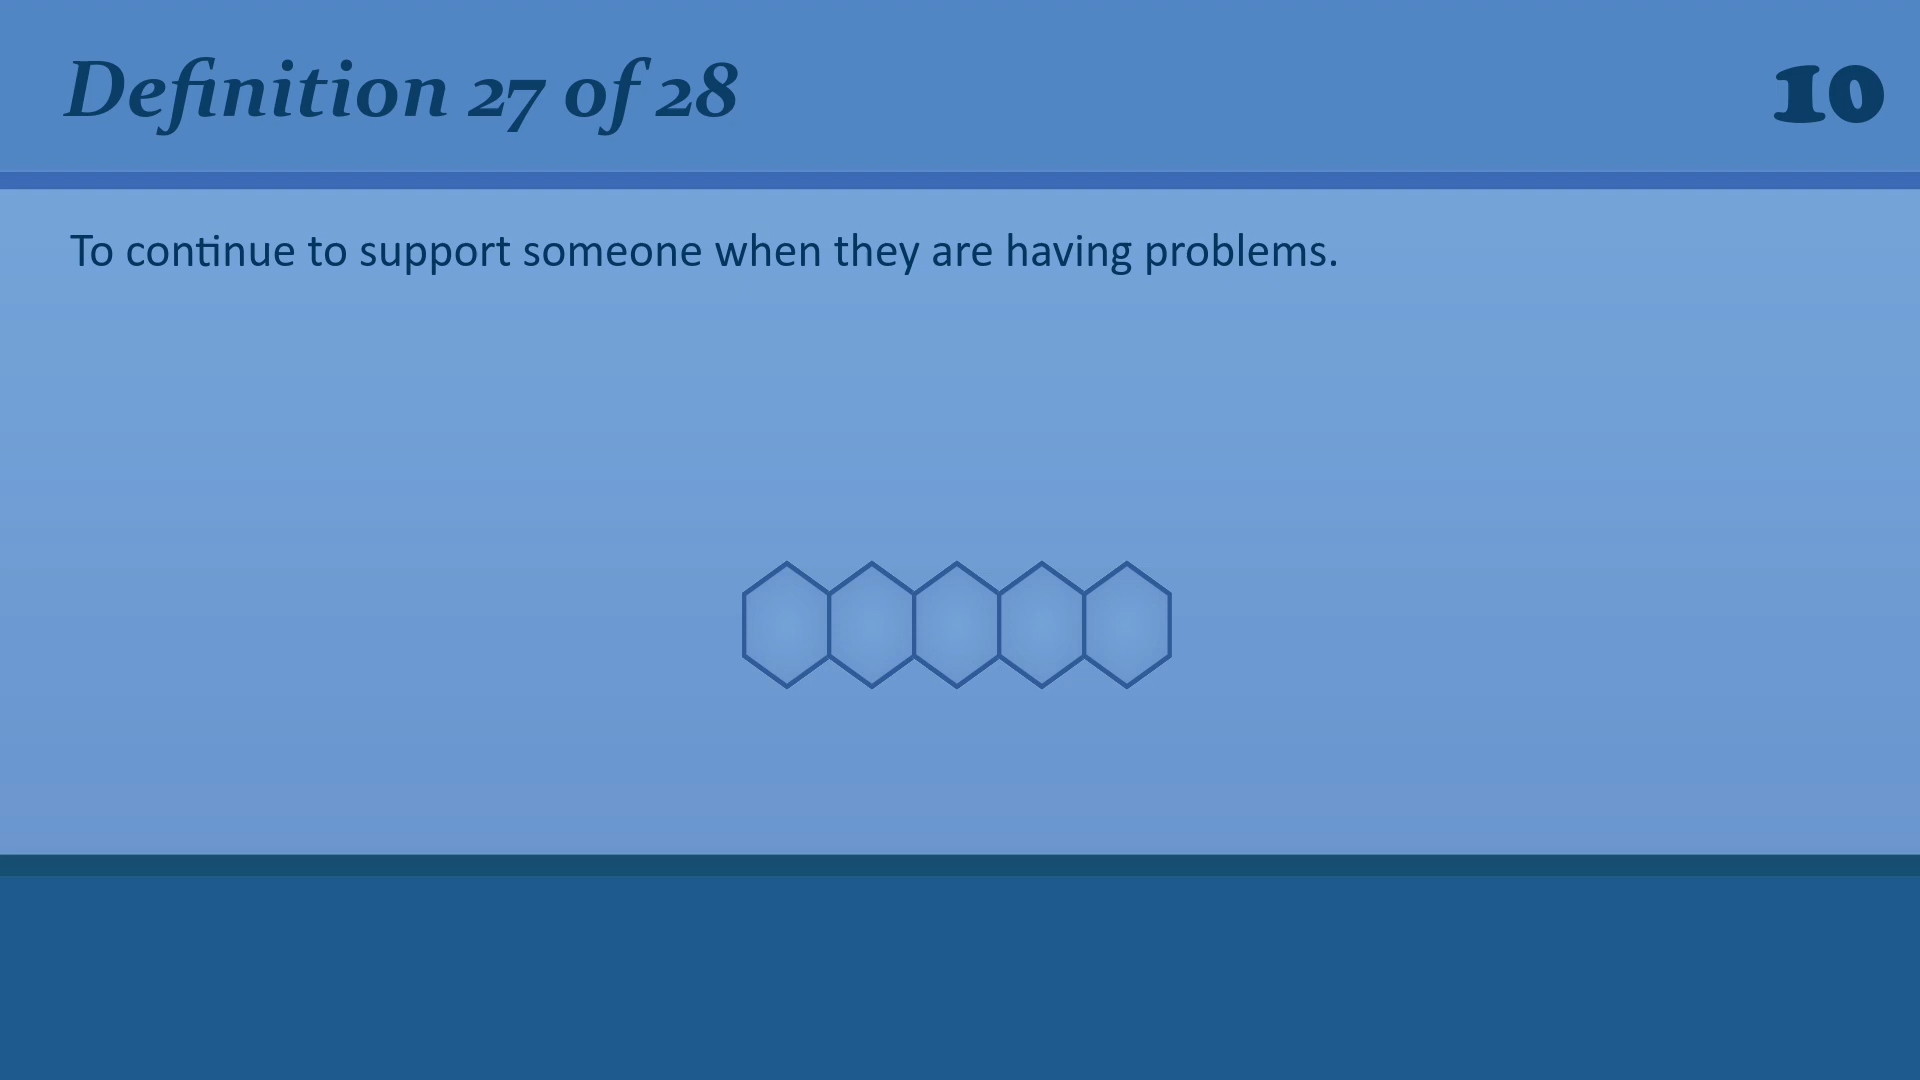 Definition 27 of 28
10
To continue to support someone when they are having problems.